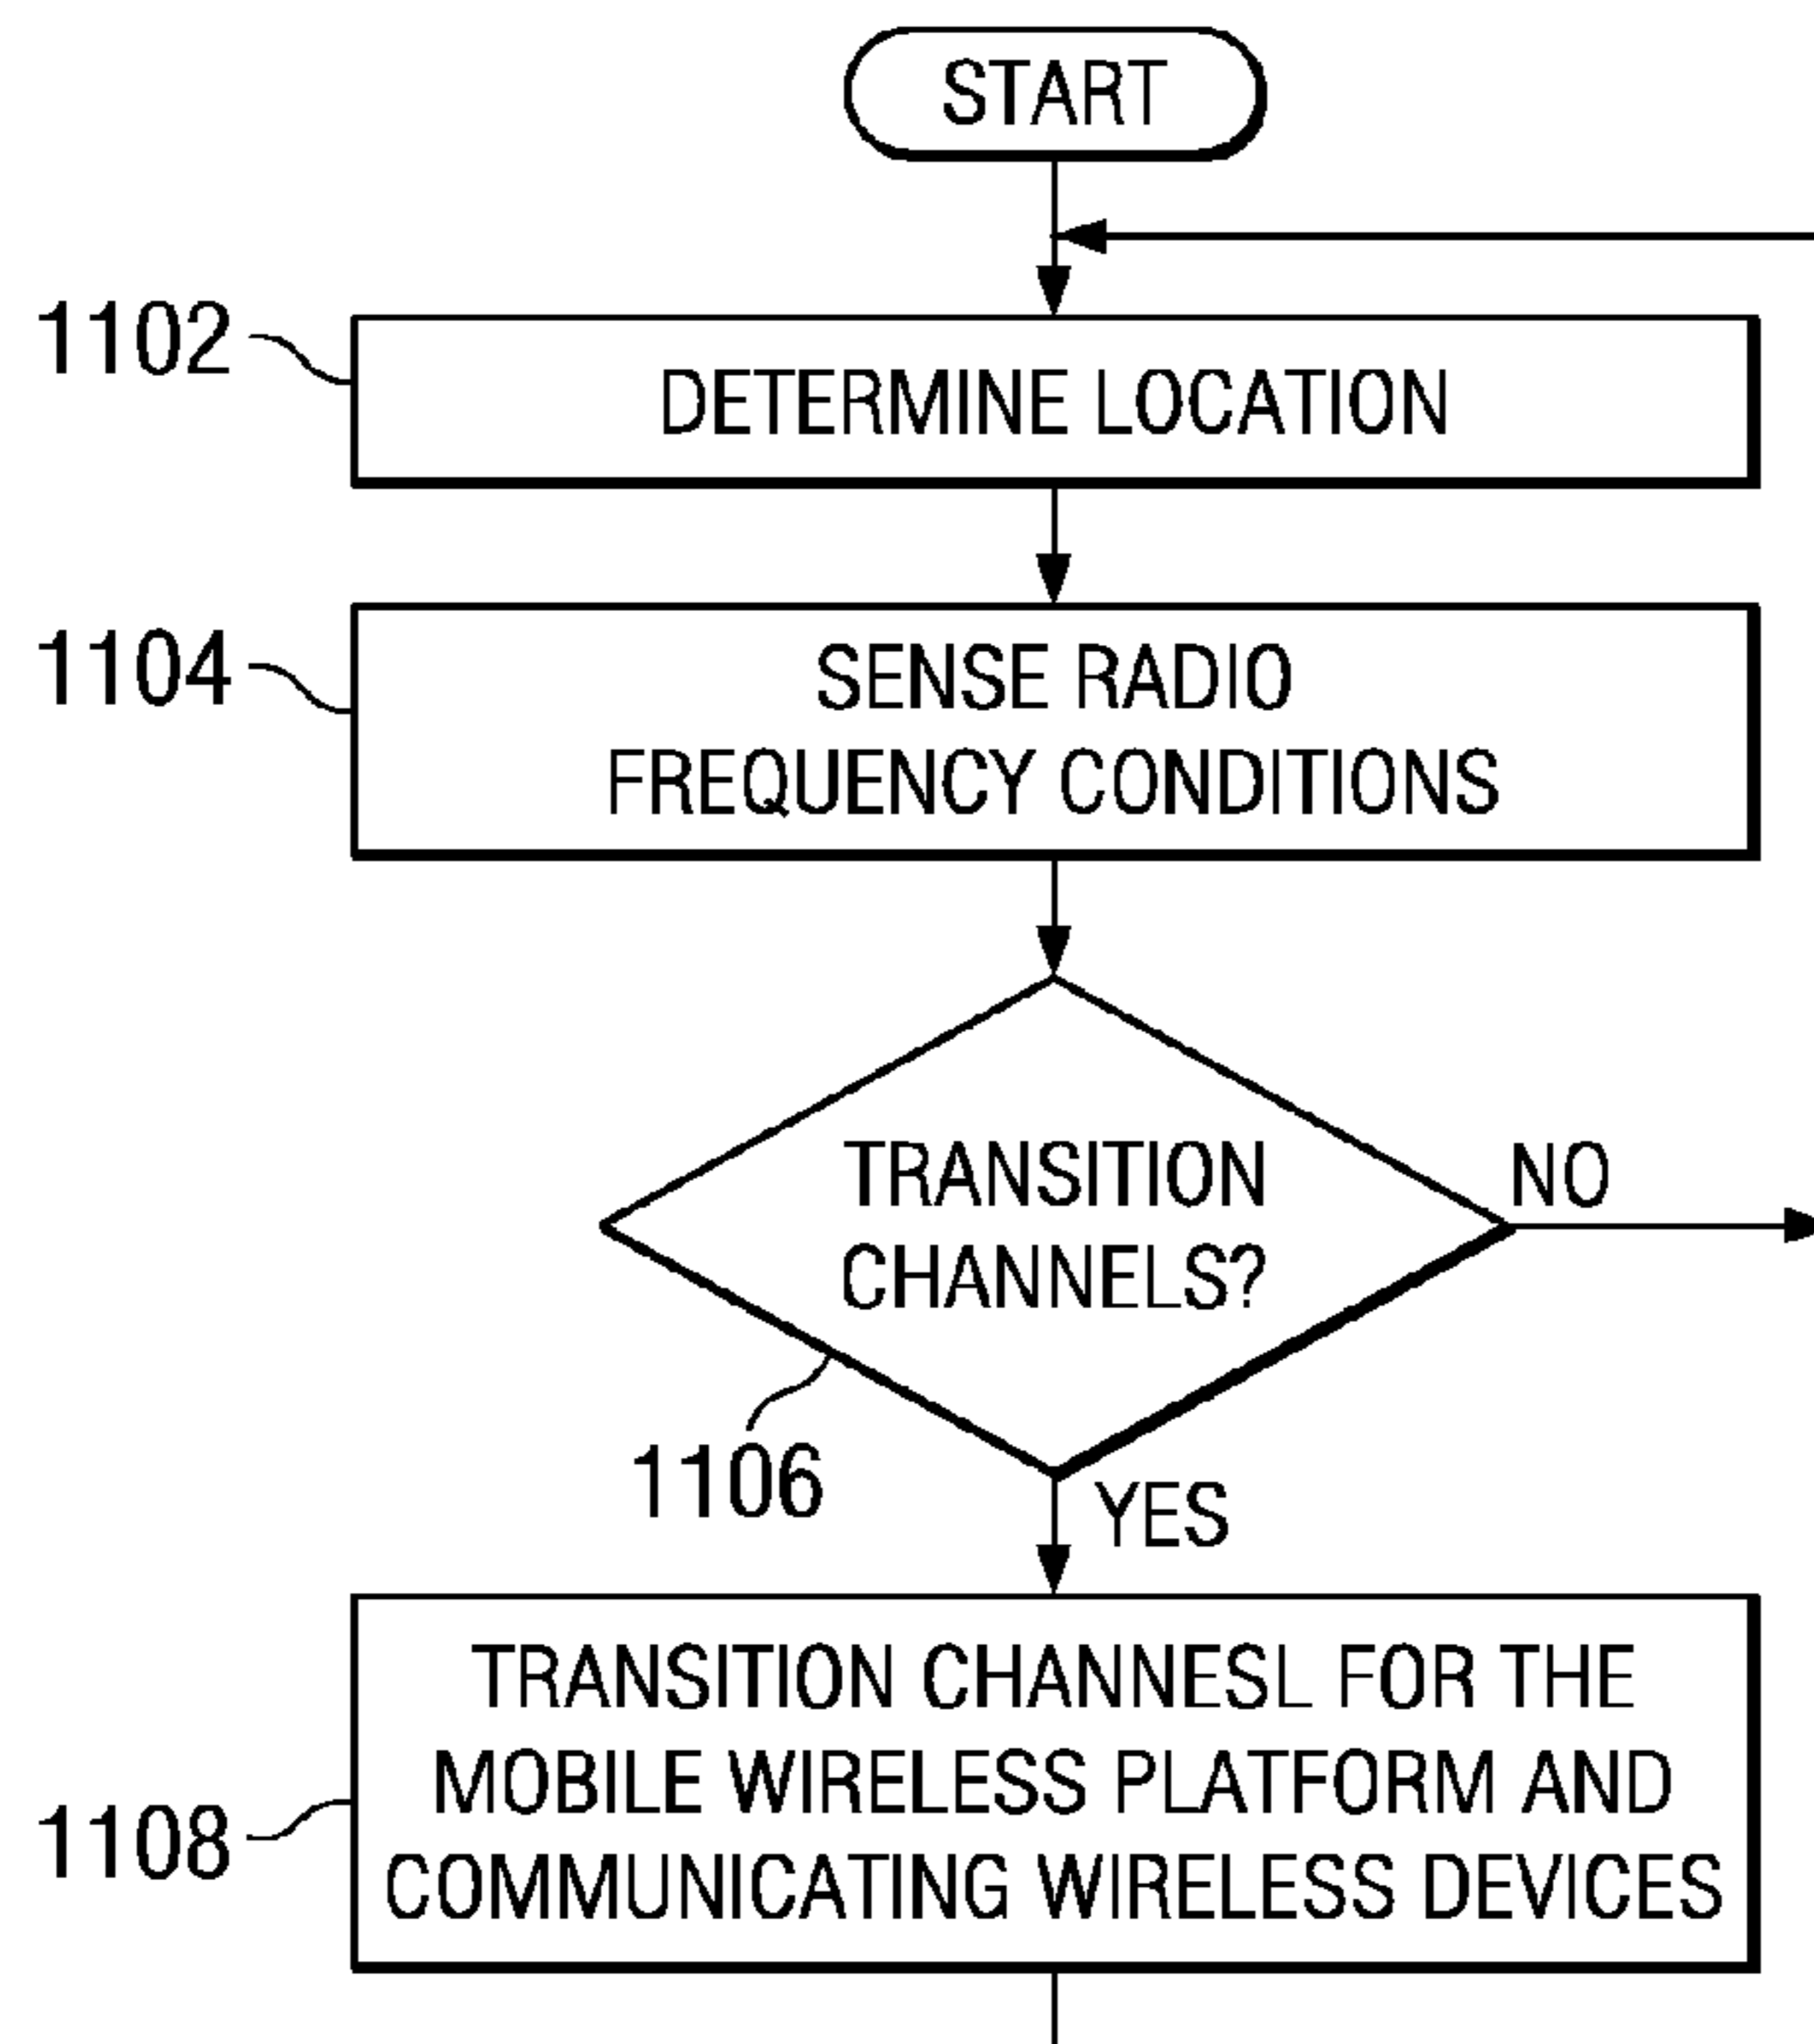 START
1102
DETERMINE LOCATION
1104
SENSE RADIO
FREQUENCY CONDITIONS
TRANSITION
CHANNELS?
NO
1106
YES
TRANSITION CHANNESL FOR THE
MOBILE WIRELESS PLATFORM AND
COMMUNICATING WIRELESS DEVICES
1108